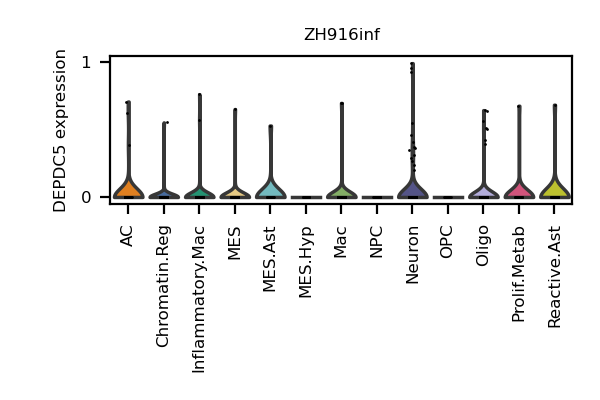 ZH916inf
DEPDC5 expression
1
0
AC
Chromatin.Reg
Inflammatory.Mac
MES
MES.Ast
MES.Hyp
Mac
NPC
Neuron
OPC
Oligo
Prolif.Metab
Reactive.Ast